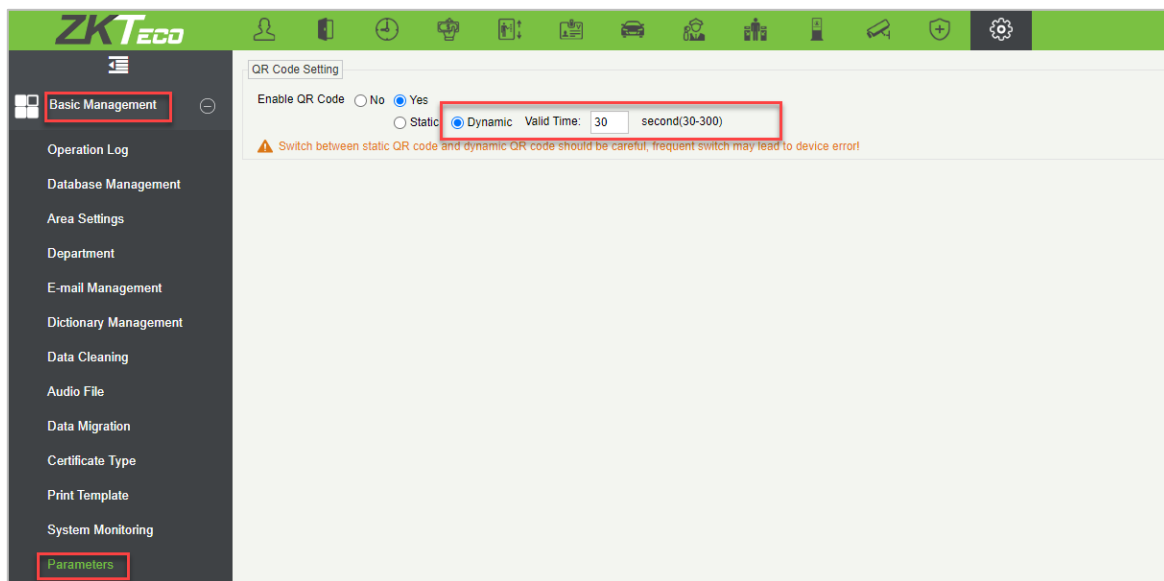 ZKTECO
QR Code Setting
Basic Management
Enable QR Code No Yes
Static Dynamic Valid Time: 30 second(30-300)
Switch between static QR code and dynamic QR code should be careful, frequent switch may lead to device error!
Operation Log
Database Management
Area Settings
Department
E-mail Management
Dictionary Management
Data Cleaning
Audio File
Data Migration
Certificate Type
Print Template
System Monitoring
Parameters